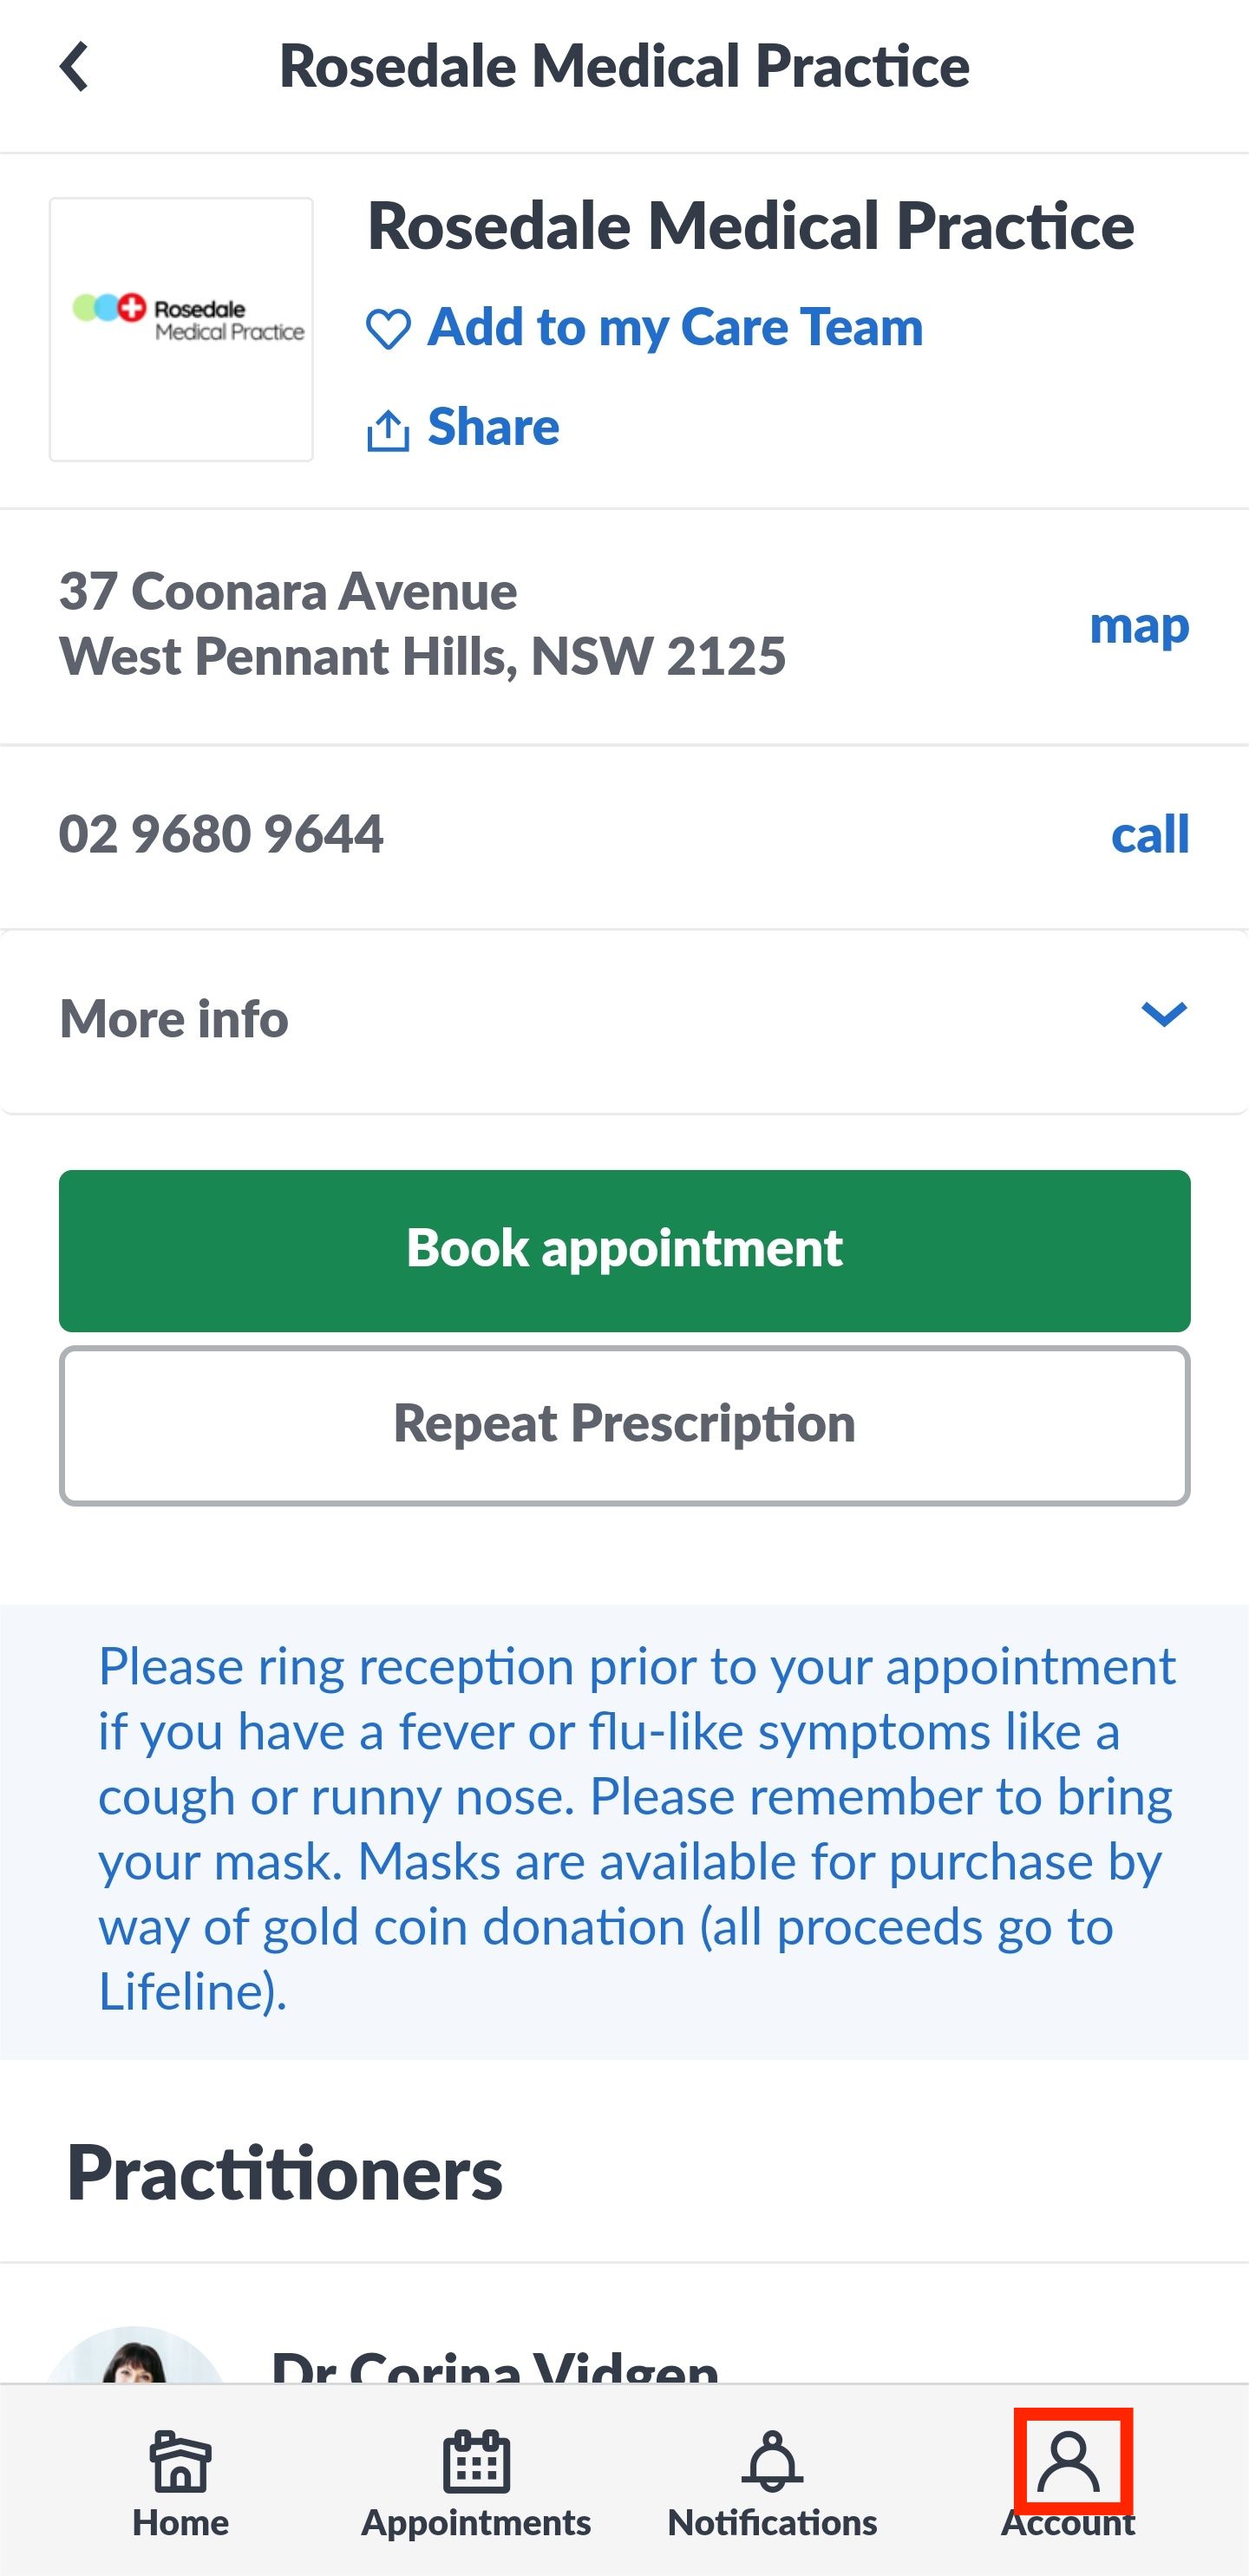 Rosedale Medical Practice
Rosedale
Medical Practice
Rosedale Medical Practice
Add to my Care Team
Share
37 Coonara Avenue
West Pennant Hills, NSW 2125
map
02 9680 9644
call
More info
Book appointment
Repeat Prescription
Please ring reception prior to your appointment
if you have a fever or flu-like symptoms like a
cough or runny nose. Please remember to bring
your mask. Masks are available for purchase by
way of gold coin donation (all proceeds go to
Lifeline).
Practitioners
Dr Corina Vidgen
Home
Appointments
Notifications
Account